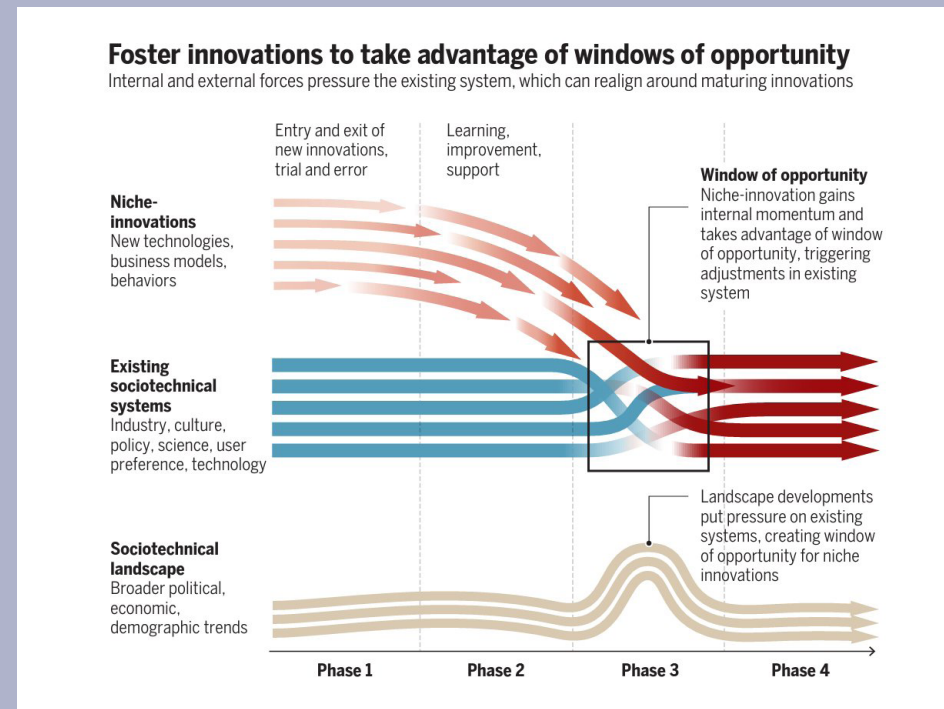 Foster innovations to take advantage of windows of opportunity
Internal and external forces pressure the existing system, which can realign around maturing innovations
Entry and exit of
new innovations,
trial and error
Learning,
improvement,
support
Window of opportunity
Niche-innovation gains
internal momentum and
takes advantage of window
of opportunity, triggering
adjustments in existing
system
Niche-
innovations
New technologies,
business models,
behaviors
Existing
sociotechnical
systems
Industry, culture,
policy, science, user
preference, technology
Landscape developments
put pressure on existing
systems, creating window
of opportunity for niche
innovations
Sociotechnical
landscape
Broader political,
economic,
demographic trends
Phase 1
Phase 2
Phase 3
Phase 4